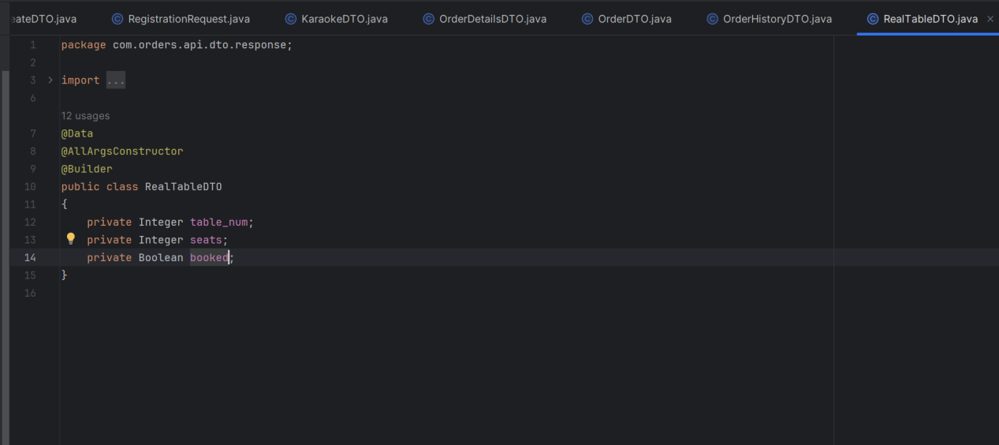 eateDTO.java RegistrationRequest.java KaraokeDTO.java OrderDetailsDTO.java OrderDTO.java OrderHistoryDTO.java RealTableDTO.java
1 package com.orders.api.dto.response;
2
3 import ...
6
12 usages
7 @Data
8 @AllArgsConstructor
9 @Builder
10 public class RealTableDTO
11 {
12 private Integer table_num;
13 private Integer seats;
14 private Boolean booked;
15 }
16